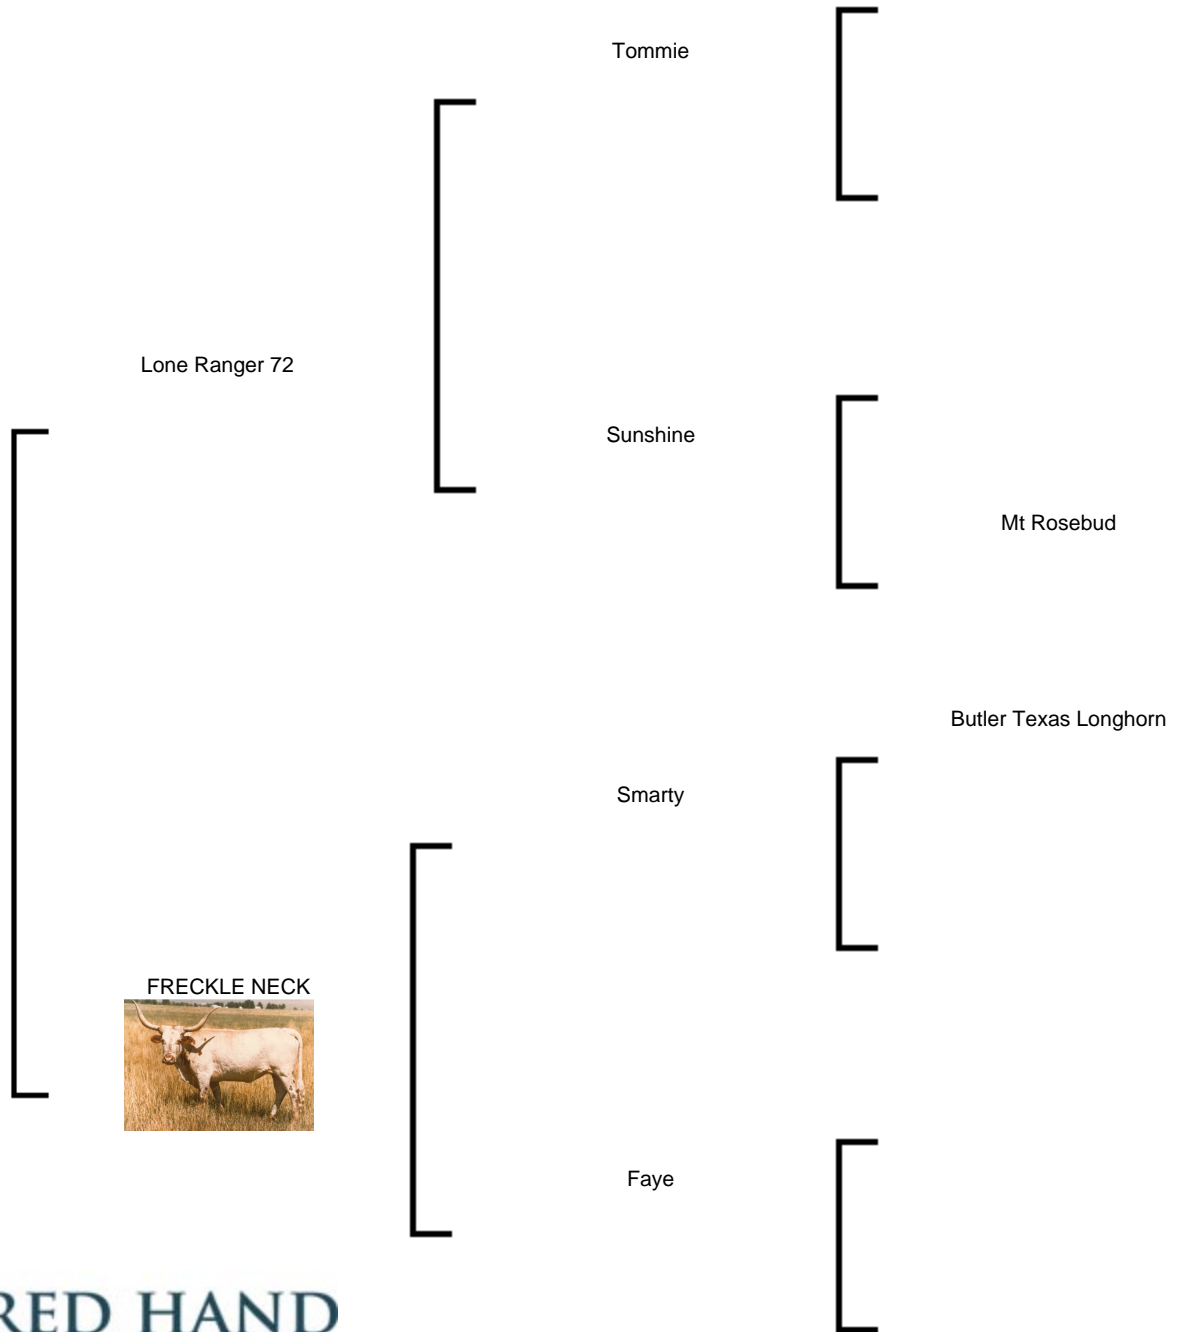 Tommie
Lone Ranger 72
Sunshine
Mt Rosebud
Butler Texas Longhorn
Smarty
FRECKLE NECK
Faye
RED HAND